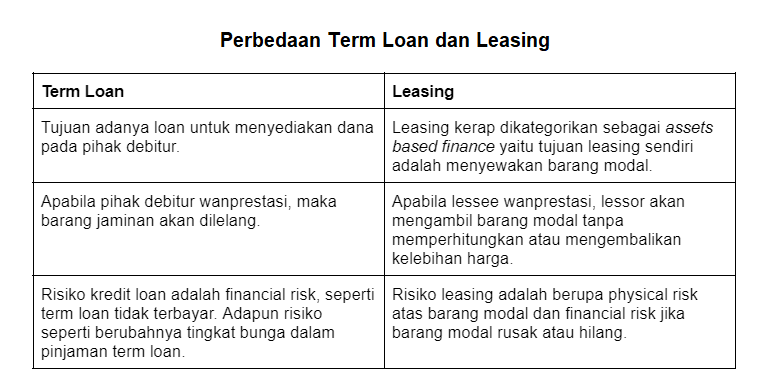 Perbedaan Term Loan dan Leasing
Term Loan
Leasing
Tujuan adanya loan untuk menyediakan dana
pada pihak debitur.
Leasing kerap dikategorikan sebagai assets
based finance yaitu tujuan leasing sendiri
adalah menyewakan barang modal.
Apabila pihak debitur wanprestasi, maka
barang jaminan akan dilelang.
Apabila lessee wanprestasi, lessor akan
mengambil barang modal tanpa
memperhitungkan atau mengembalikan
kelebihan harga.
Risiko kredit loan adalah financial risk, seperti
term loan tidak terbayar. Adapun risiko
seperti berubahnya tingkat bunga dalam
pinjaman term loan.
Risiko leasing adalah berupa physical risk
atas barang modal dan financial risk jika
barang modal rusak atau hilang.